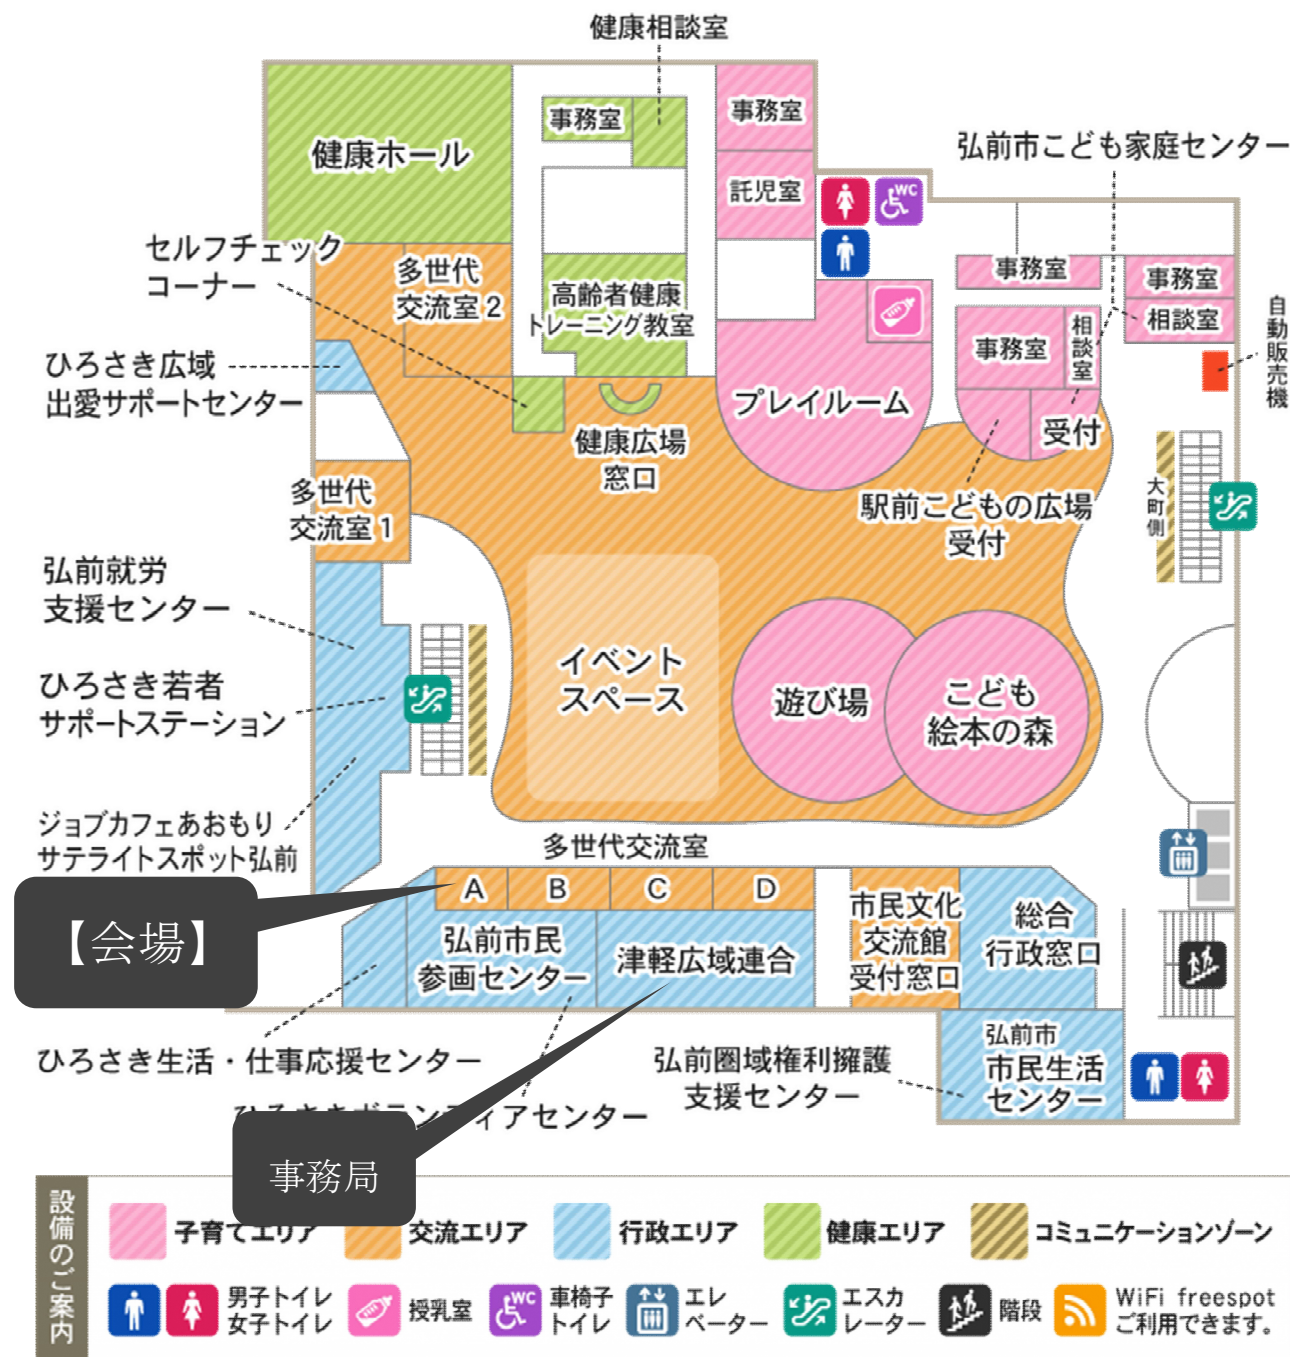 健康相談室
健康ホール
事務室
事務室
託児室
WC
弘前市こども家庭センター
セルフチェック
コーナー
多世代
交流室2
高齢者健康
トレーニング教室
事務室
事務室
相談室
事務室
相談室
自動販売機
ひろさき広域
出愛サポートセンター
健康広場
窓口
プレイルーム
受付
駅前こどもの広場
受付
大町側
多世代
交流室1
弘前就労
支援センター
ひろさき若者
サポートステーション
ジョブカフェあおもり
サテライトスポット弘前
イベント
スペース
遊び場
こども
絵本の森
多世代交流室
A
B
C
D
【会場】
弘前市民
参画センター
津軽広域連合
市民文化
交流館
受付窓口
総合
行政窓口
ひろさき生活・仕事応援センター
弘前圏域権利擁護
支援センター
弘前市
市民生活
センター
ィアセンター
事務局
設備のご案内
子育てエリア
交流エリア
行政エリア
健康エリア
コミュニケーションゾーン
男子トイレ
女子トイレ
授乳室
WC
車椅子
トイレ
エレ
ベーター
エスカ
レーター
階段
WiFi freespot
ご利用できます。